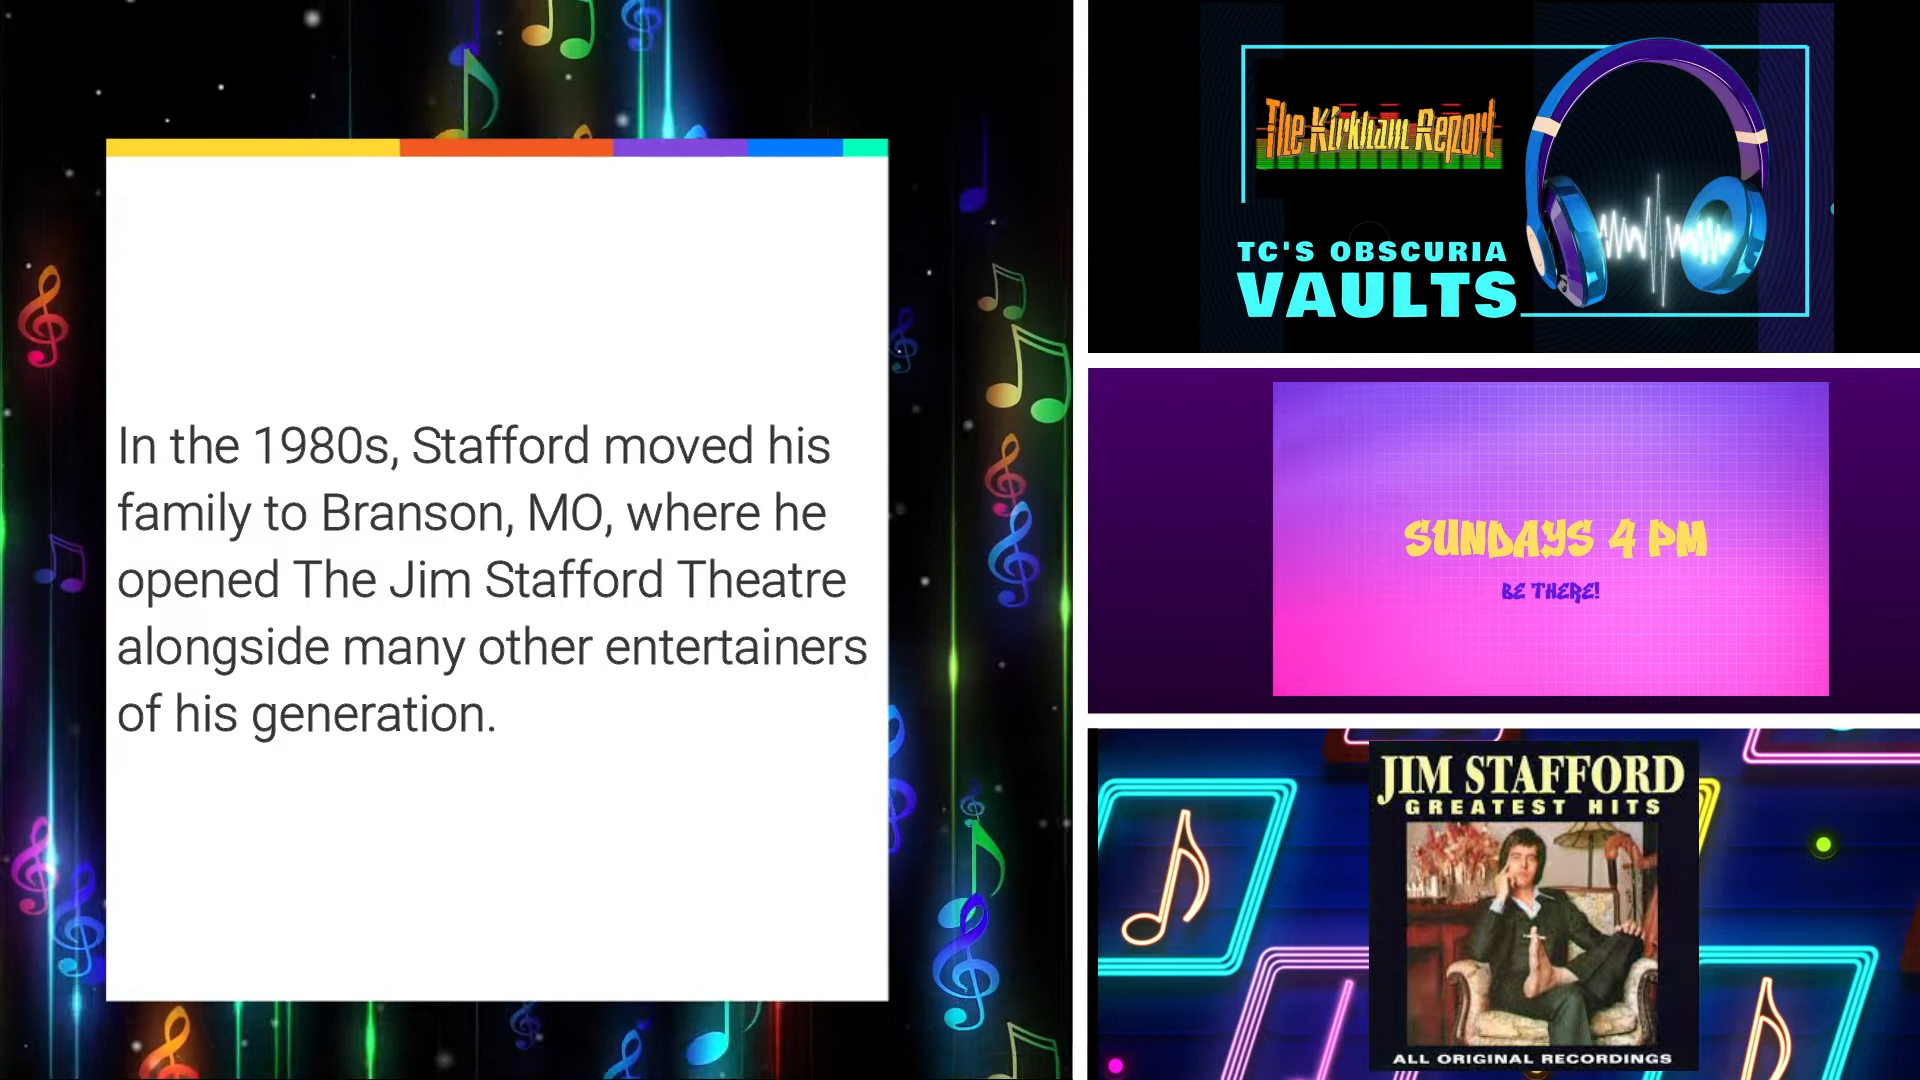 In the 1980s, Stafford moved his
family to Branson, MO, where he
opened The Jim Stafford Theatre
alongside many other entertainers
of his generation.
The Kirkham Report
TC'S OBSCURIA
VAULTS
SUNDAYS 4 PM
BE THERE!
JIM STAFFORD
GREATEST HITS
ALL ORIGINAL RECORDINGS